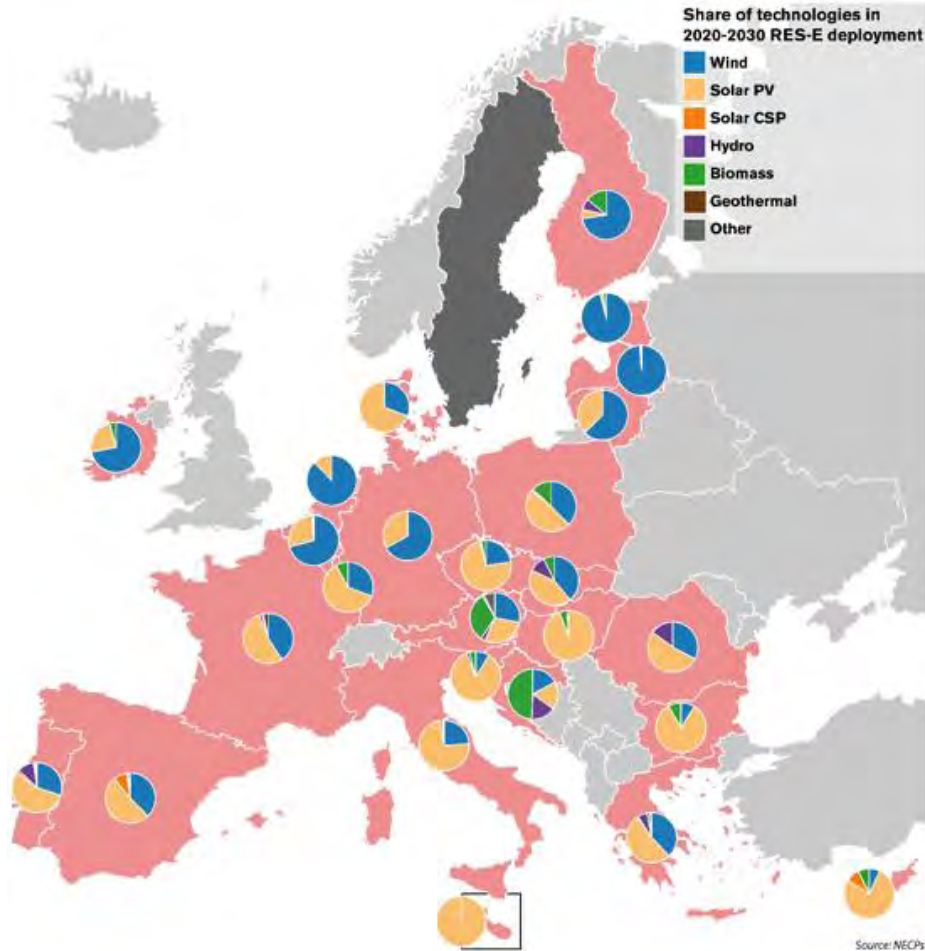 Share of technologies in
2020-2030 RES-E deployment
Wind
Solar PV
Solar CSP
Hydro
Biomass
Geothermal
Other
Source: NECPs